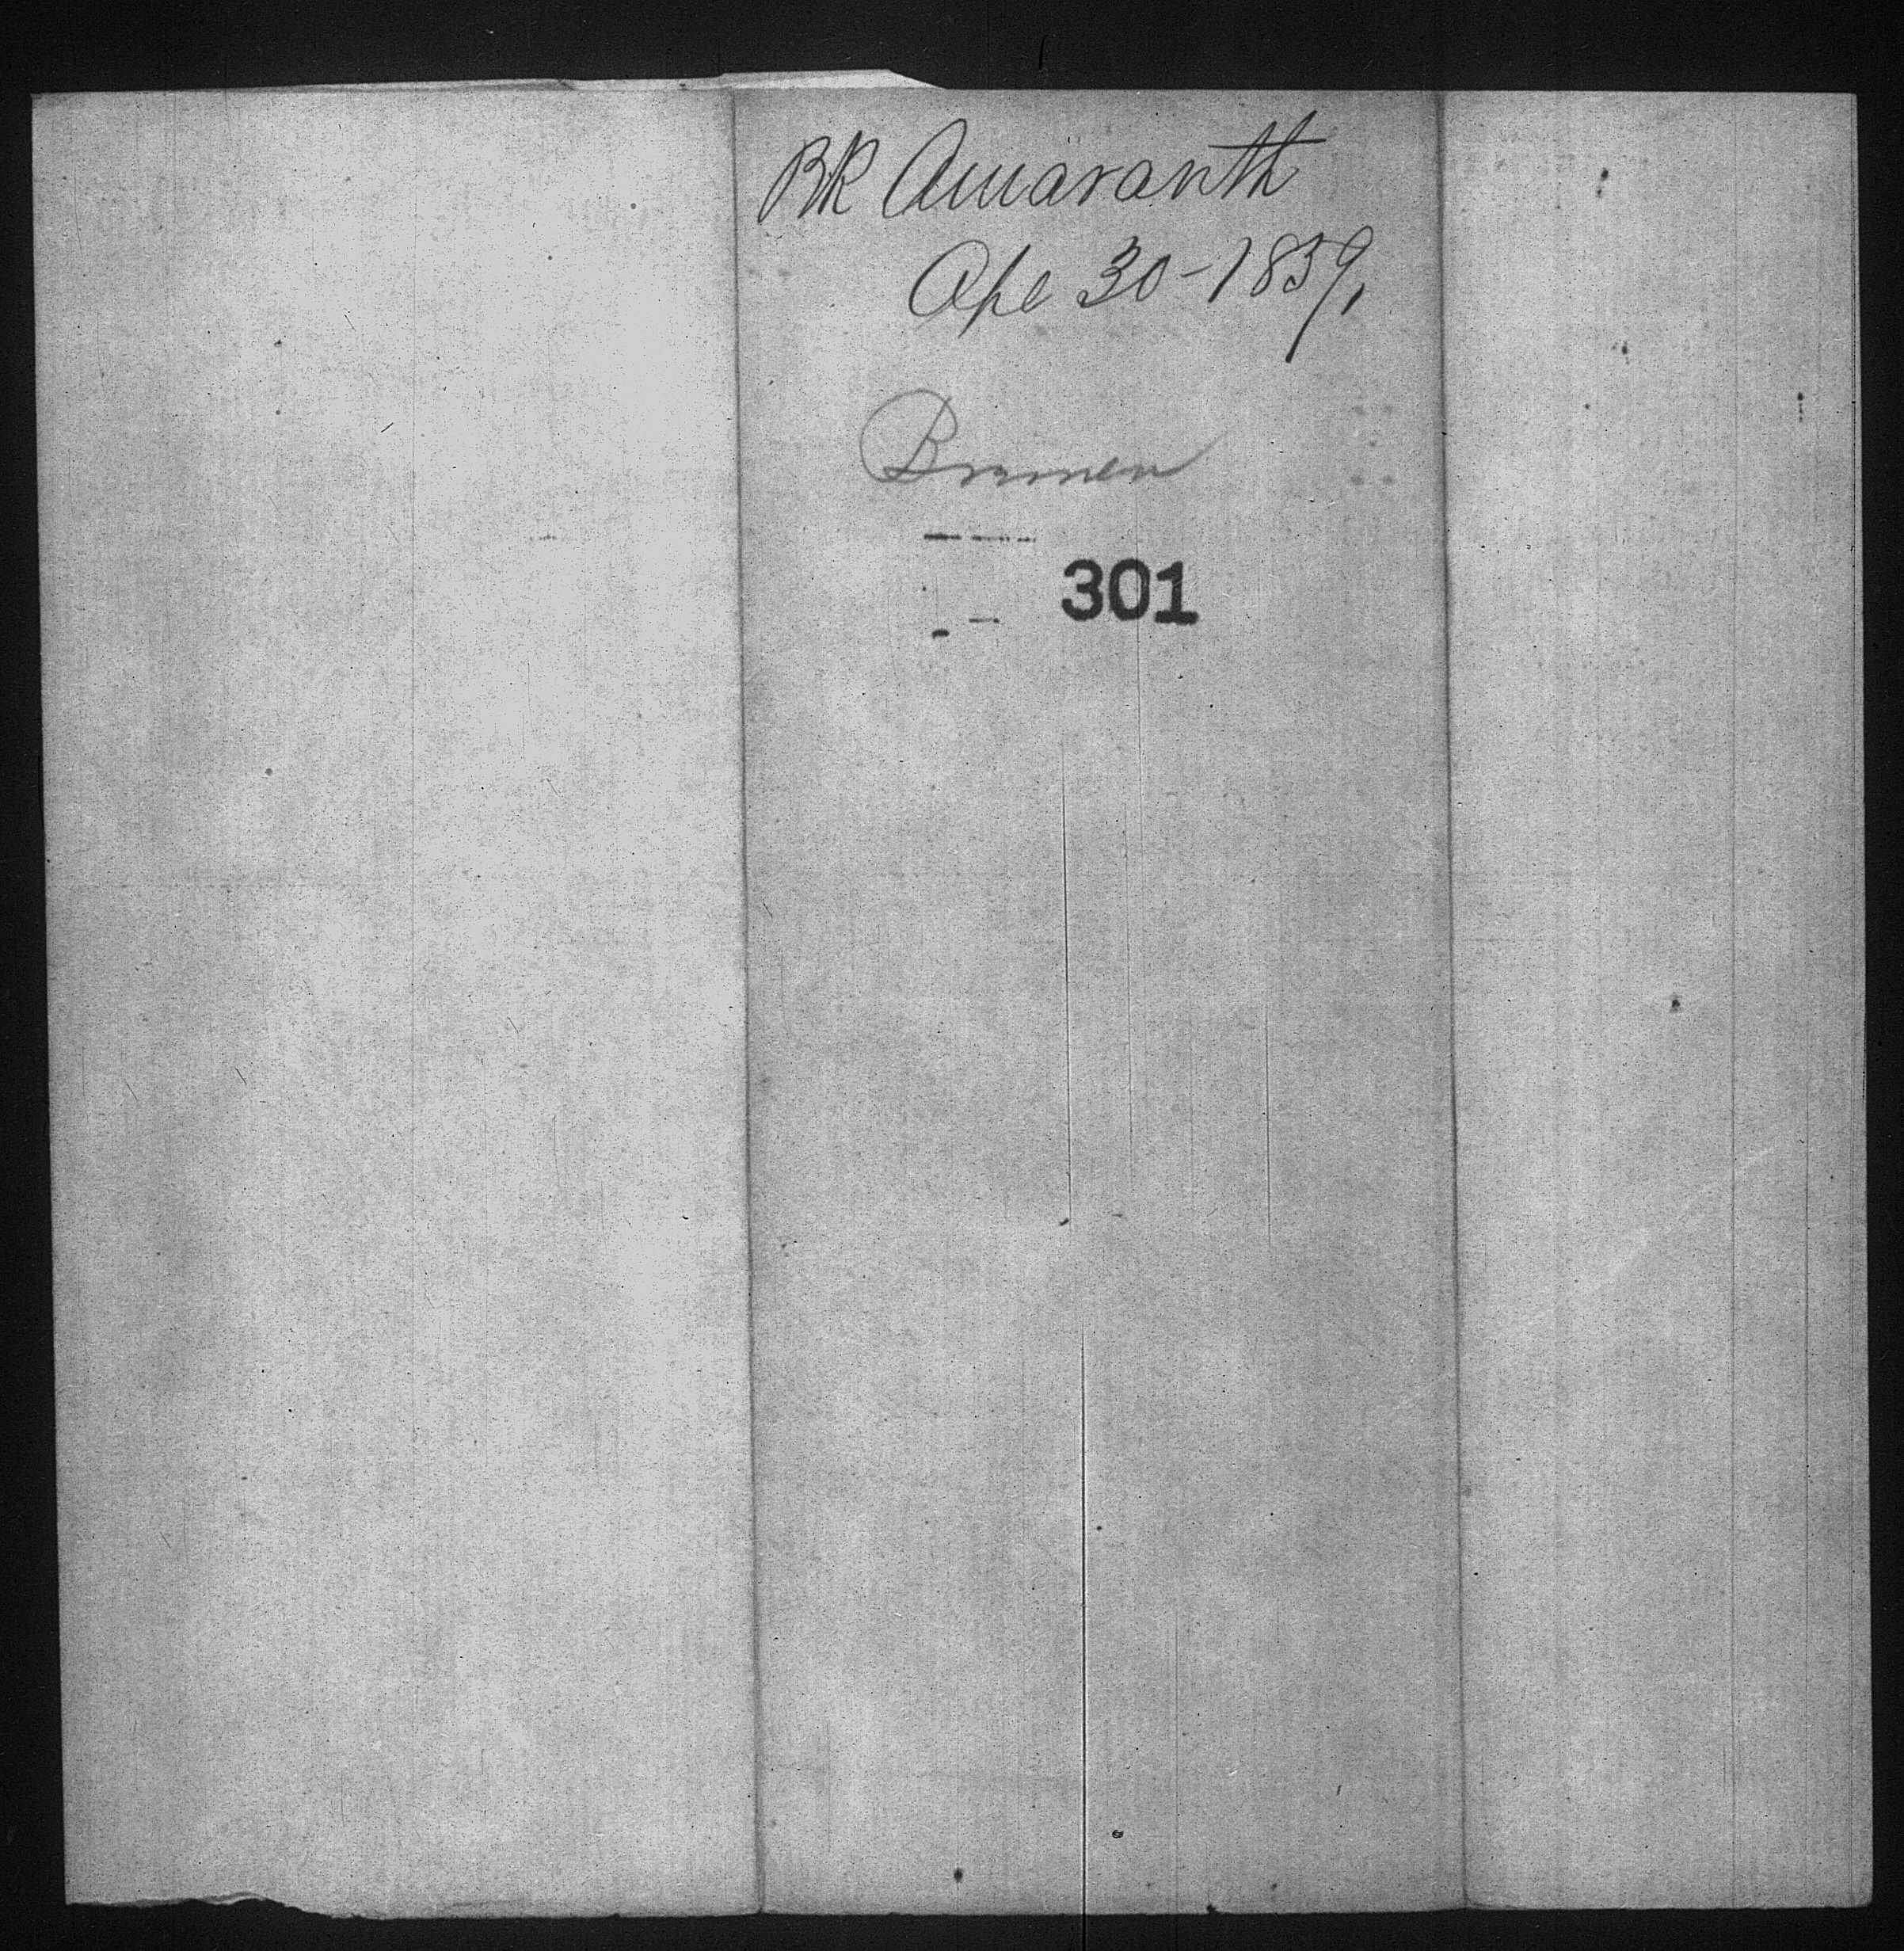 Bk Amaranth
Apl 30-1859,
Bremen
301